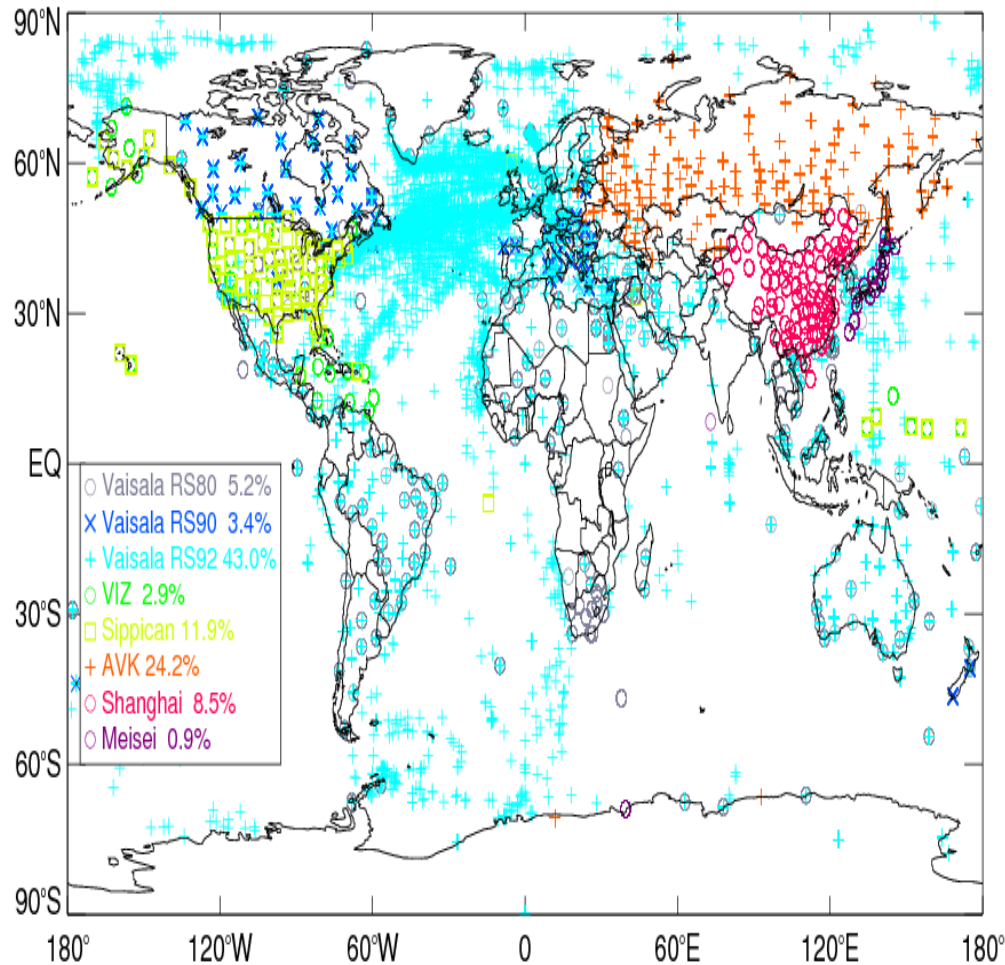 90°N
60°N
30°N
EQ
30°S
60°S
90°S
Vaisala RS80 5.2%
Vaisala RS90 3.4%
Vaisala RS92 43.0%
VIZ 2.9%
Sippican 11.9%
AVK 24.2%
Shanghai 8.5%
Meisei 0.9%
180° 120°W 60°W 0 60°E 120°E 180°